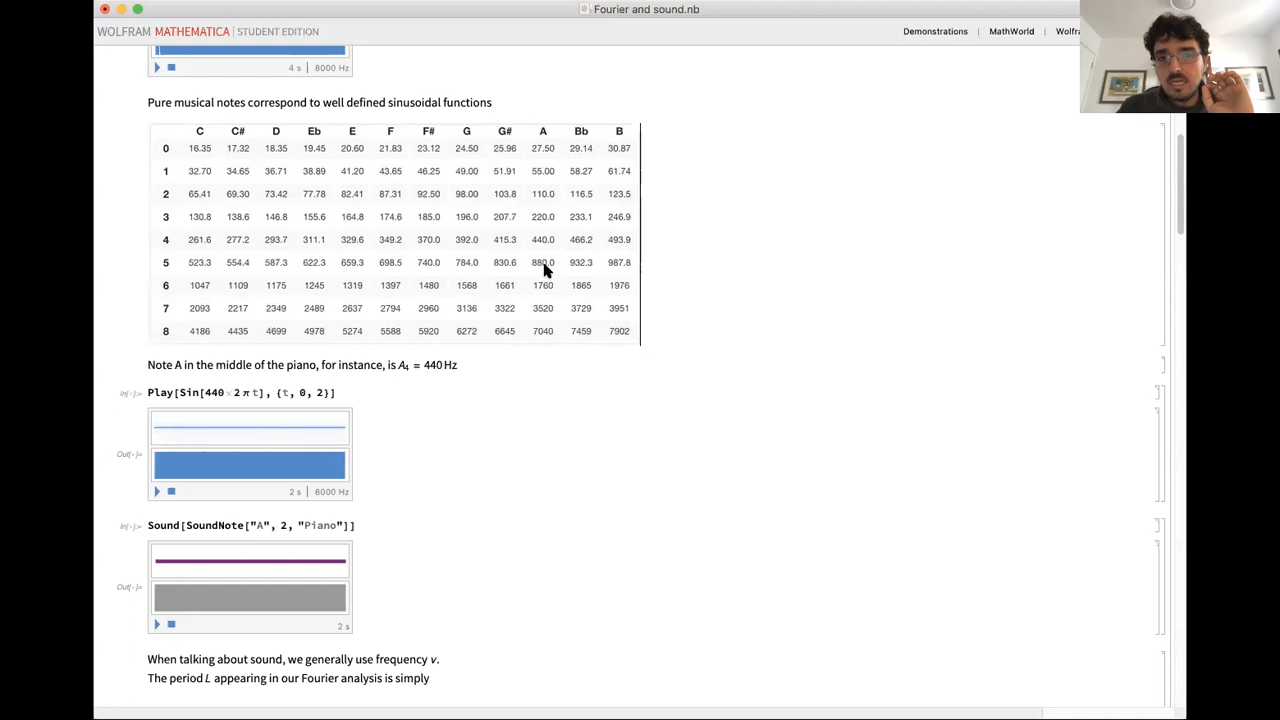 Fourier and sound.nb
WOLFRAM MATHEMATICA | STUDENT EDITION
Demonstrations MathWorld
4 s | 8000 Hz
Pure musical notes correspond to well defined sinusoidal functions
C C# D Eb E F F# G G# A Bb B
0 16.35 17.32 18.35 19.45 20.60 21.83 23.12 24.50 25.96 27.50 29.14 30.87
1 32.70 34.65 36.71 38.89 41.20 43.65 46.25 49.00 51.91 55.00 58.27 61.74
2 65.41 69.30 73.42 77.78 82.41 87.31 92.50 98.00 103.8 110.0 116.5 123.5
3 130.8 138.6 146.8 155.6 164.8 174.6 185.0 196.0 207.7 220.0 233.1 246.9
4 261.6 277.2 293.7 311.1 329.6 349.2 370.0 392.0 415.3 440.0 466.2 493.9
5 523.3 554.4 587.3 622.3 659.3 698.5 740.0 784.0 830.6 880.0 932.3 987.8
6 1047 1109 1175 1245 1319 1397 1480 1568 1661 1760 1865 1976
7 2093 2217 2349 2489 2637 2794 2960 3136 3322 3520 3729 3951
8 4186 4435 4699 4978 5274 5588 5920 6272 6645 7040 7459 7902
Note A in the middle of the piano, for instance, is A₄ = 440 Hz
In[•]:= Play[Sin[440 × 2 π t], {t, 0, 2}]
Out[•]=
2 s | 8000 Hz
In[•]:= Sound[SoundNote["A", 2, "Piano"]]
Out[•]=
2 s
When talking about sound, we generally use frequency ν.
The period L appearing in our Fourier analysis is simply